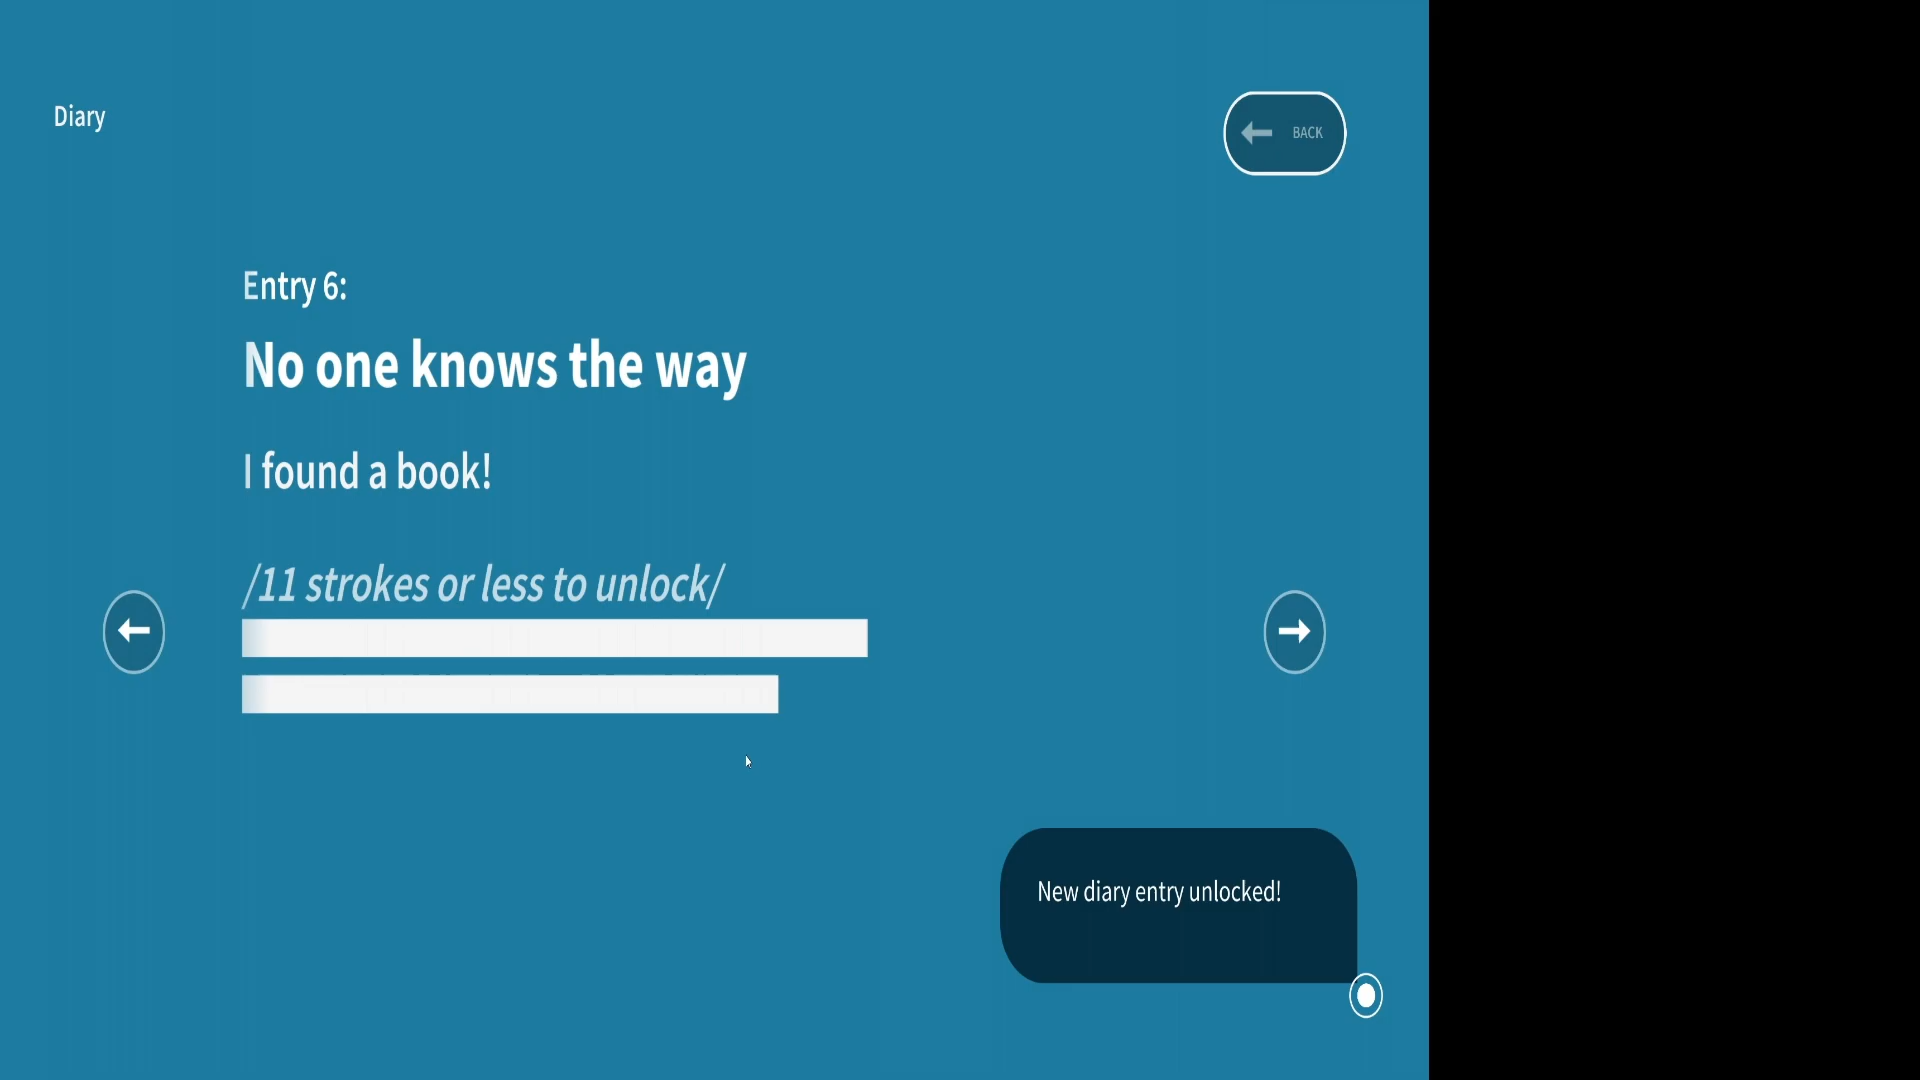 Diary
BACK
Entry 6:
No one knows the way
I found a book!
/11 strokes or less to unlock/
New diary entry unlocked!